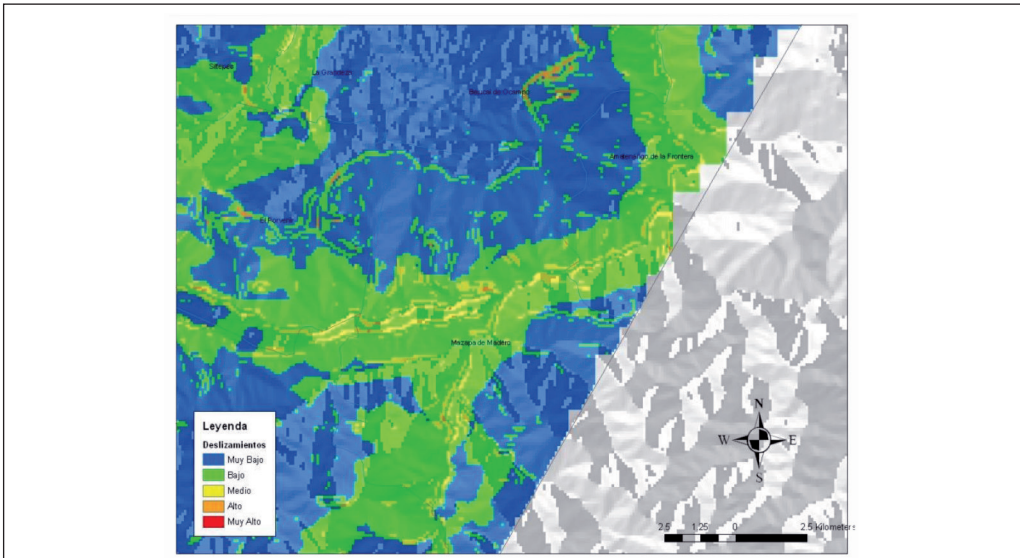 Siltepec
La Grandeza
Bejucal de Ocampo
Amatenango de la Frontera
El Porvenir
Mazapa de Madero
Leyenda
Deslizamientos
Muy Bajo
Bajo
Medio
Alto
Muy Alto
N
W E
S
2.5 1.25 0 2.5 Kilometers